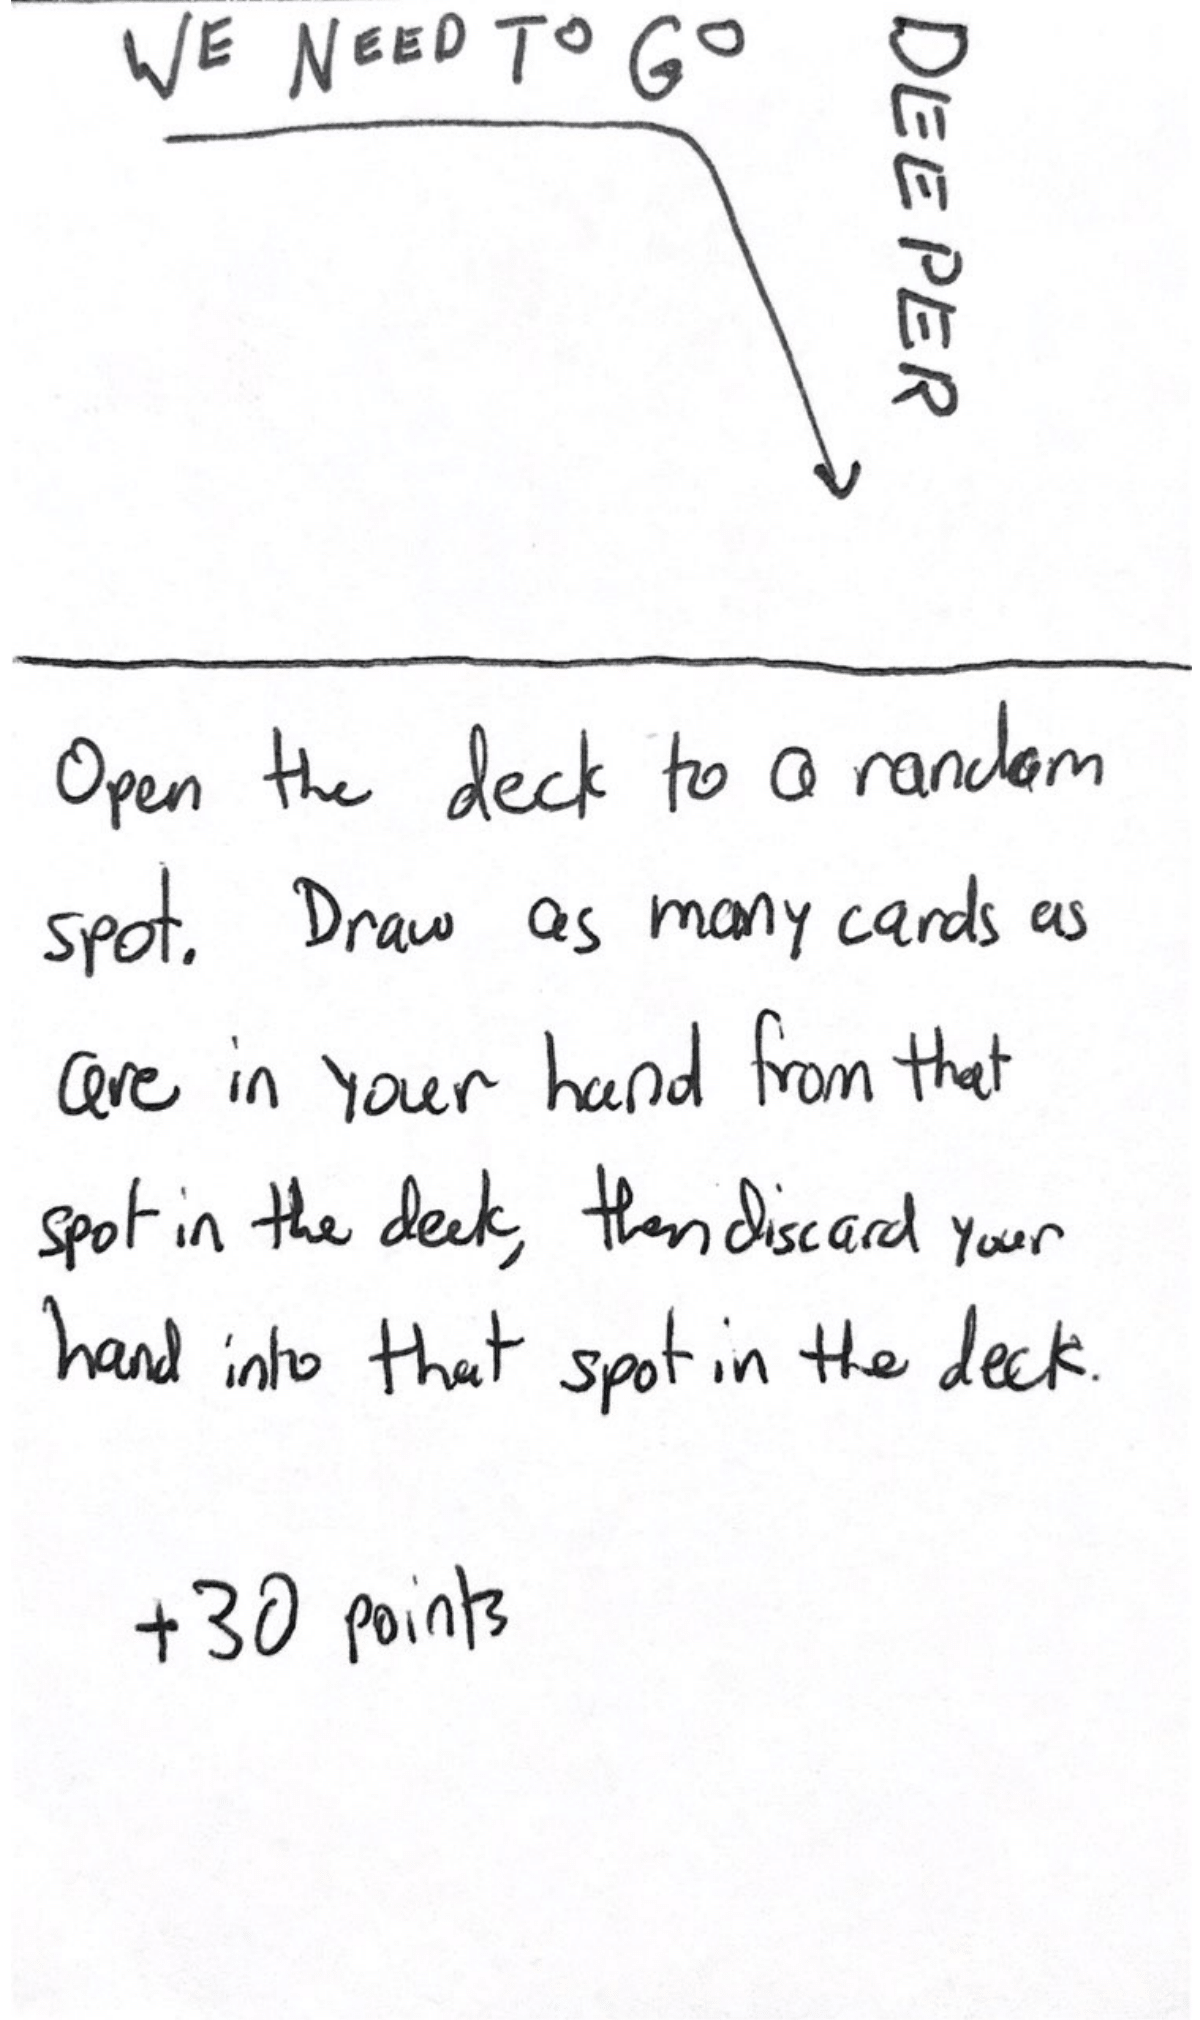 WE NEED TO GO
DEEPER
Open the deck to a random
spot. Draw as many cards as
are in your hand from that
spot in the deck, then discard your
hand into that spot in the deck.
+30 points